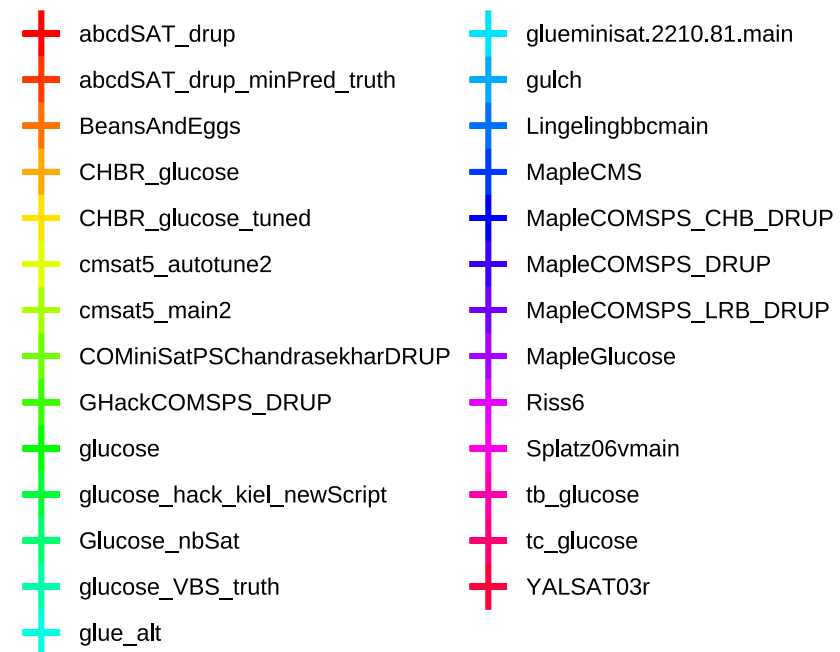 abcdSAT_drup
abcdSAT_drup_minPred_truth
BeansAndEggs
CHBR_glucose
CHBR_glucose_tuned
cmsat5_autotune2
cmsat5_main2
COMiniSatPSChandrasekharDRUP
GHackCOMSPS_DRUP
glucose
glucose_hack_kiel_newScript
Glucose_nbSat
glucose_VBS_truth
glue_alt
glueminisat.2210.81.main
gulch
Lingelingbbcmain
MapleCMS
MapleCOMSPS_CHB_DRUP
MapleCOMSPS_DRUP
MapleCOMSPS_LRB_DRUP
MapleGlucose
Riss6
Splatz06vmain
tb_glucose
tc_glucose
YALSAT03r